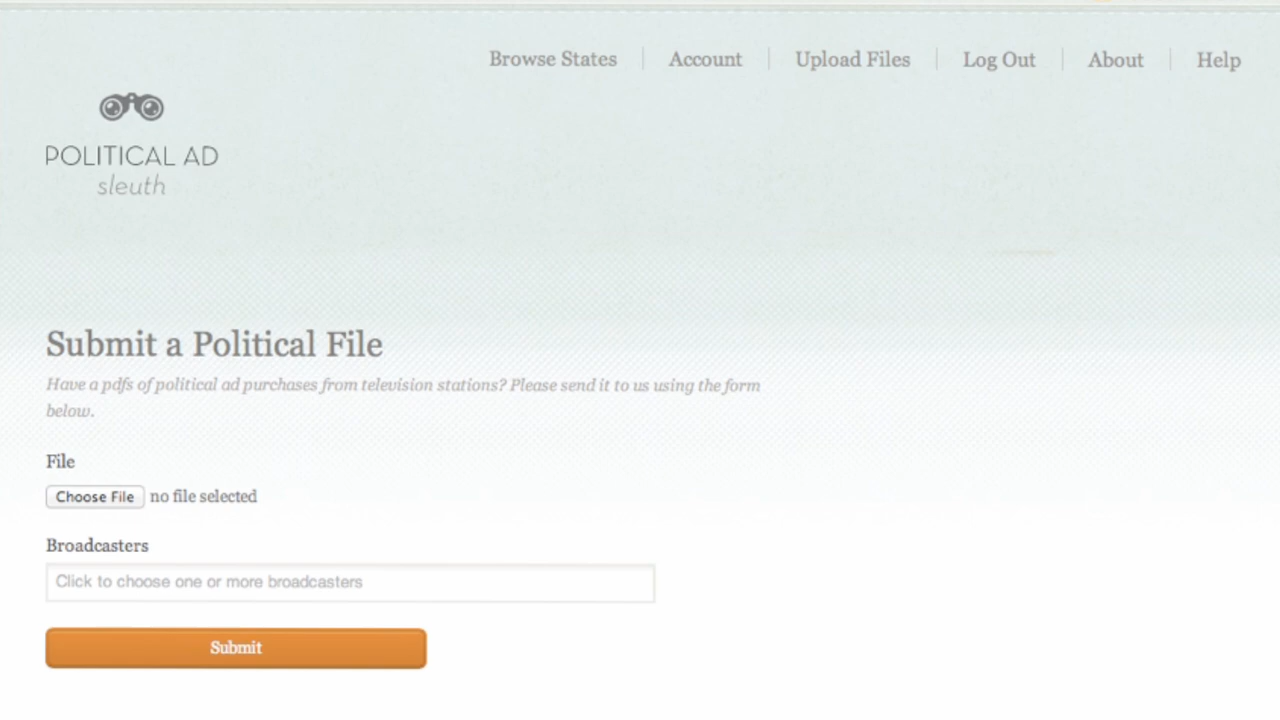 Browse States
Account
Upload Files
Log Out
About
Help
POLITICAL AD
sleuth
Submit a Political File
Have a pdfs of political ad purchases from television stations? Please send it to us using the form
below.
File
Choose File no file selected
Broadcasters
Click to choose one or more broadcasters
Submit